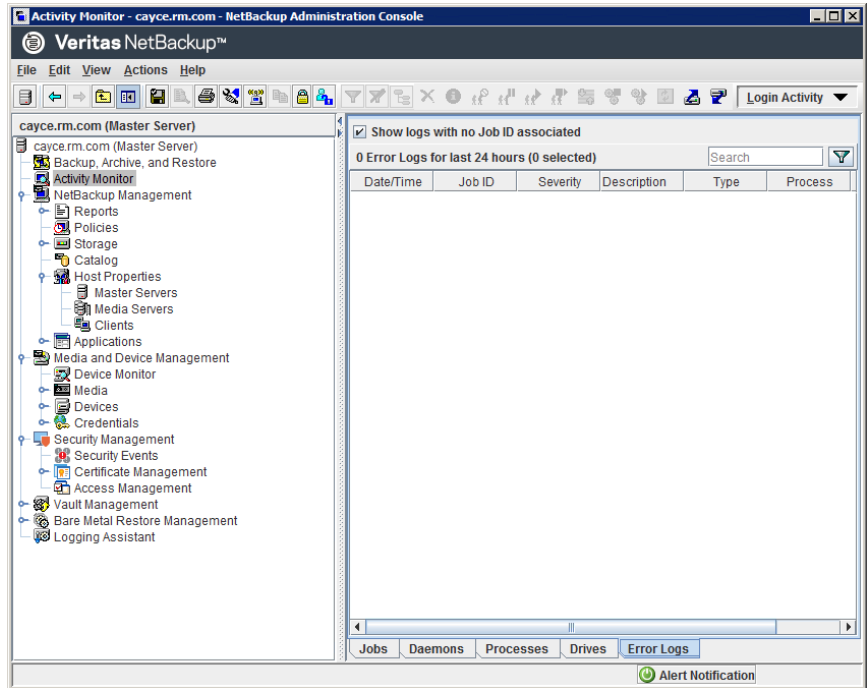 Activity Monitor - cayce.rm.com - NetBackup Administration Console
Veritas NetBackup™
File Edit View Actions Help
Login Activity
cayce.rm.com (Master Server)
cayce.rm.com (Master Server)
Backup, Archive, and Restore
Activity Monitor
NetBackup Management
Reports
Policies
Storage
Catalog
Host Properties
Master Servers
Media Servers
Clients
Applications
Media and Device Management
Device Monitor
Media
Devices
Credentials
Security Management
Security Events
Certificate Management
Access Management
Vault Management
Bare Metal Restore Management
Logging Assistant
Show logs with no Job ID associated
0 Error Logs for last 24 hours (0 selected)
Search
Date/Time Job ID Severity Description Type Process
Jobs Daemons Processes Drives Error Logs
Alert Notification